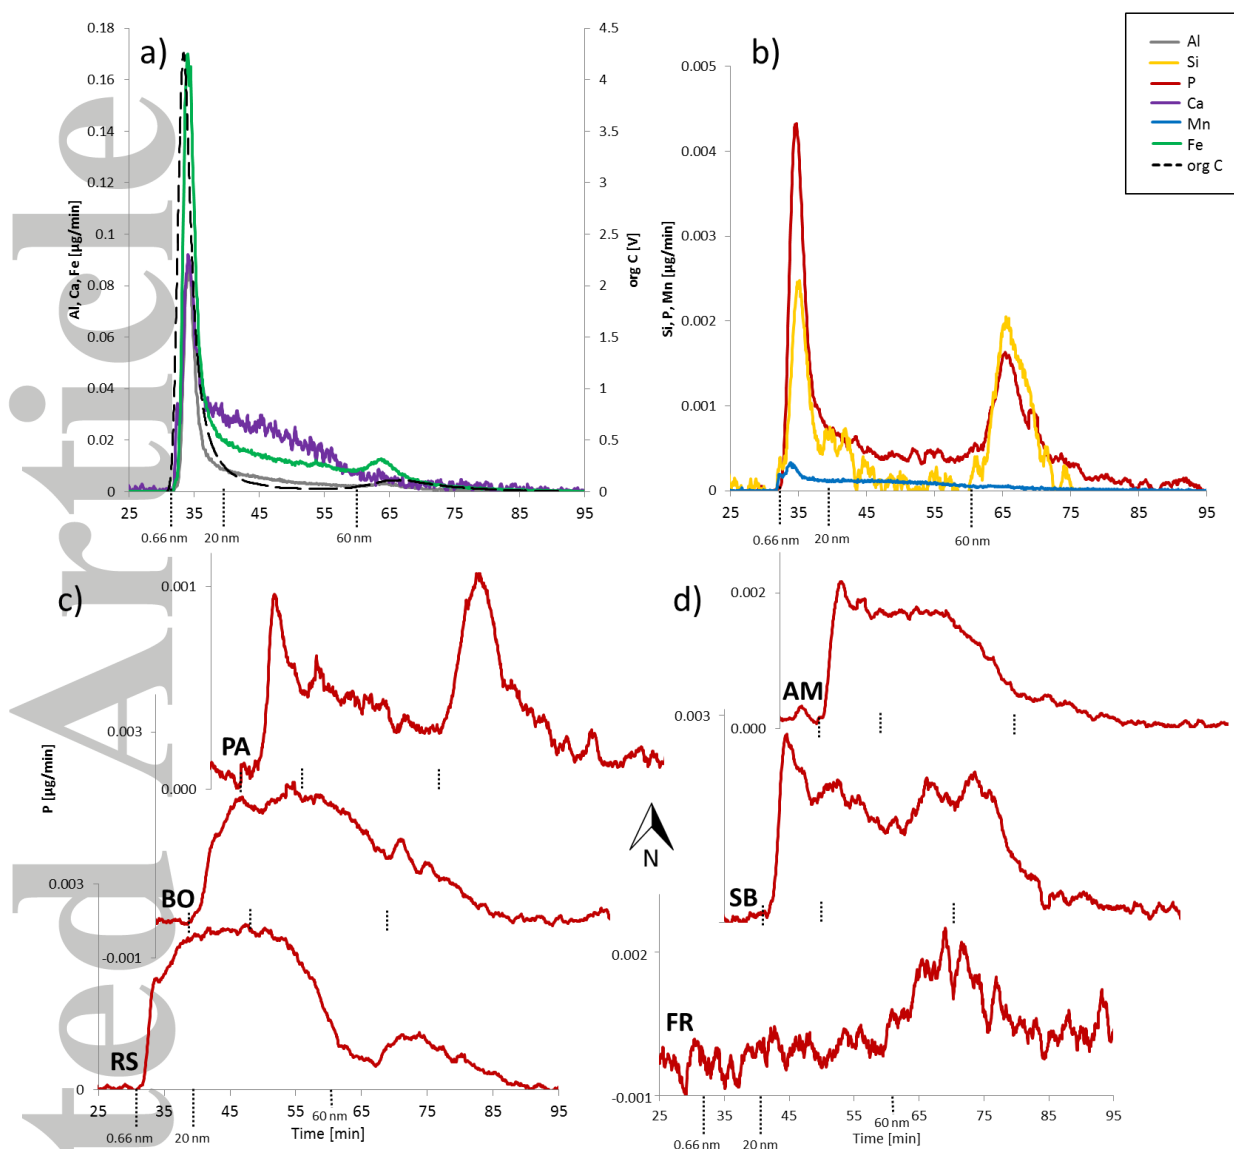 ted Article
a)
0.18
0.16
0.14
0.12
0.1
0.08
0.06
0.04
0.02
0
Al, Ca, Fe [µg/min]
4.5
4
3.5
3
2.5
2
1.5
1
0.5
0
org C [V]
25 35 45 55 65 75 85 95
0.66 nm 20 nm 60 nm
b)
0.005
0.004
0.003
0.002
0.001
0
Si, P, Mn [µg/min]
25 35 45 55 65 75 85 95
0.66 nm 20 nm 60 nm
Al
Si
P
Ca
Mn
Fe
org C
c)
P [µg/min]
0.001
0.000
PA
0.003
-0.001
BO
0.003
0
RS
25 35 45 55 65 75 85 95
0.66 nm 20 nm 60 nm
Time [min]
N
d)
0.002
0.000
AM
0.003
SB
0.002
-0.001
FR
25 35 45 55 65 75 85 95
0.66 nm 20 nm 60 nm
Time [min]